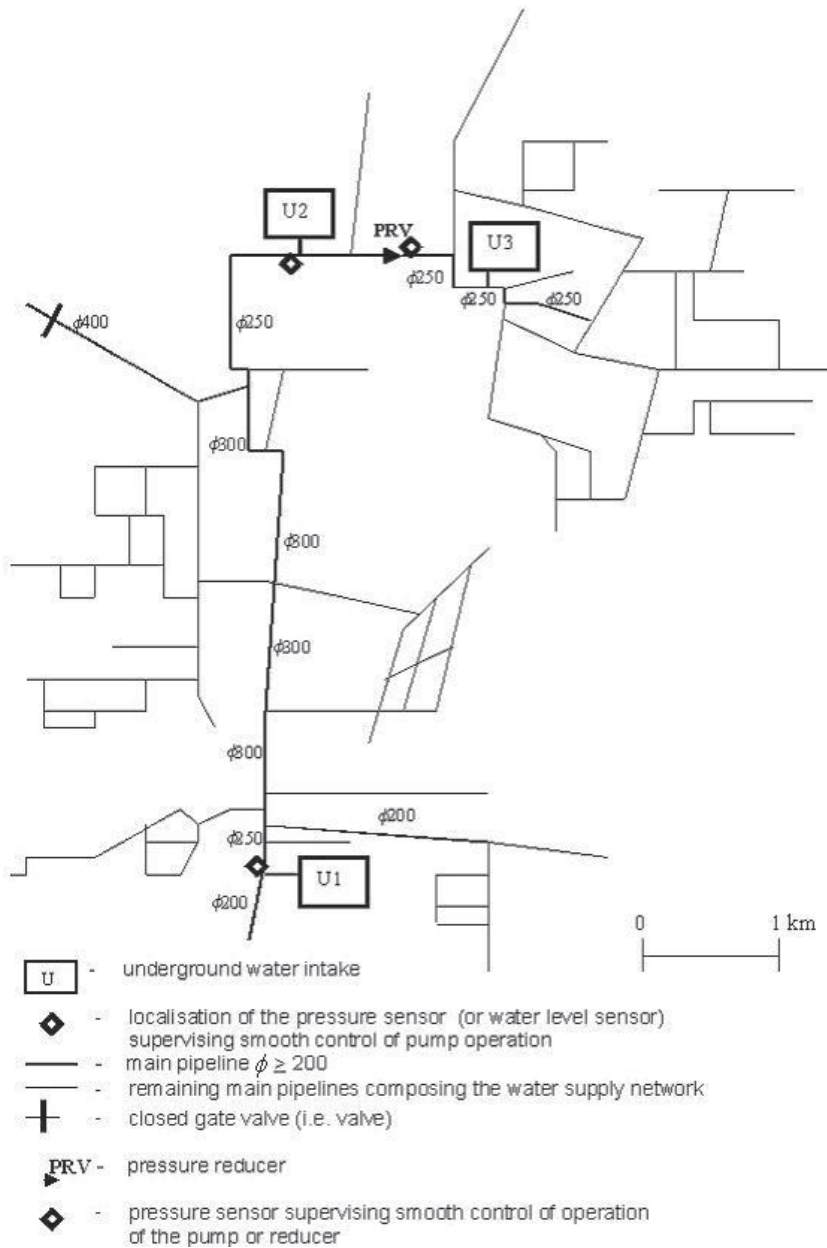 U2
PRV
U3
ϕ250
ϕ250
ϕ250
ϕ400
ϕ250
ϕ300
ϕ300
ϕ300
ϕ300
ϕ200
ϕ250
U1
ϕ200
0 1 km
U - underground water intake
- localisation of the pressure sensor (or water level sensor)
supervising smooth control of pump operation
- main pipeline ϕ ≥ 200
- remaining main pipelines composing the water supply network
- closed gate valve (i.e. valve)
PRV - pressure reducer
- pressure sensor supervising smooth control of operation
of the pump or reducer